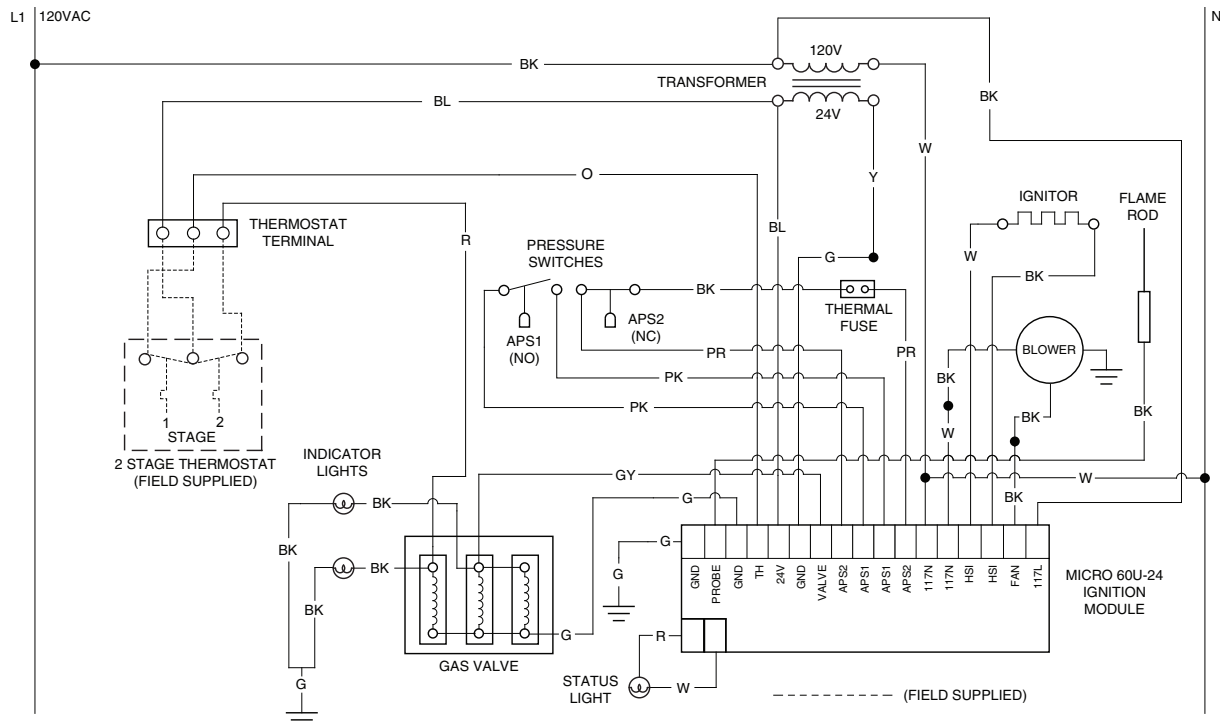 L1
120VAC
N
BK
120V
TRANSFORMER
24V
BL
BK
W
O
Y
THERMOSTAT
TERMINAL
R
BL
IGNITOR
FLAME
ROD
PRESSURE
SWITCHES
G
W
BK
BK
APS1
(NO)
APS2
(NC)
THERMAL
FUSE
BLOWER
PR
PR
PK
BK
PK
BK
BK
W
1
2
STAGE
2 STAGE THERMOSTAT
(FIELD SUPPLIED)
INDICATOR
LIGHTS
GY
W
BK
G
BK
BK
BK
BK
G
G
GND
PROBE
GND
TH
24V
GND
VALVE
APS2
APS1
APS1
APS2
117N
117N
HSI
HSI
FAN
117L
MICRO 60U-24
IGNITION
MODULE
G
R
GAS VALVE
G
STATUS
LIGHT
W
(FIELD SUPPLIED)